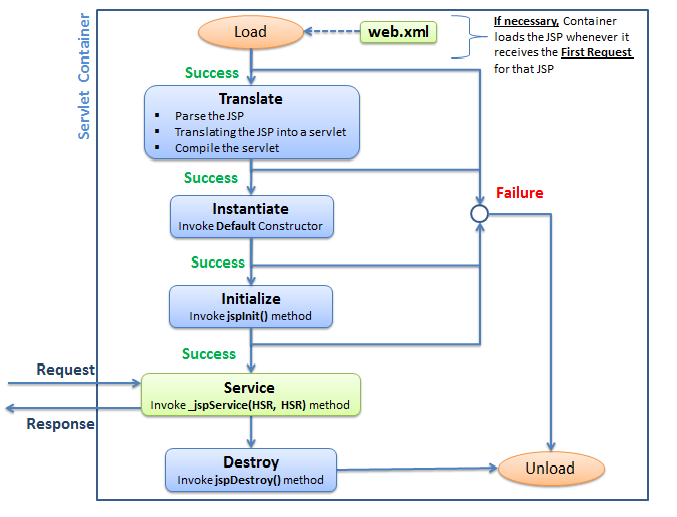 Servlet Container
Load
web.xml
If necessary, Container
loads the JSP whenever it
receives the First Request
for that JSP
Success
Translate
▪ Parse the JSP
▪ Translating the JSP into a servlet
▪ Compile the servlet
Success
Instantiate
Invoke Default Constructor
Failure
Success
Initialize
Invoke jspInit() method
Success
Request
Service
Invoke _jspService(HSR, HSR) method
Response
Destroy
Invoke jspDestroy() method
Unload